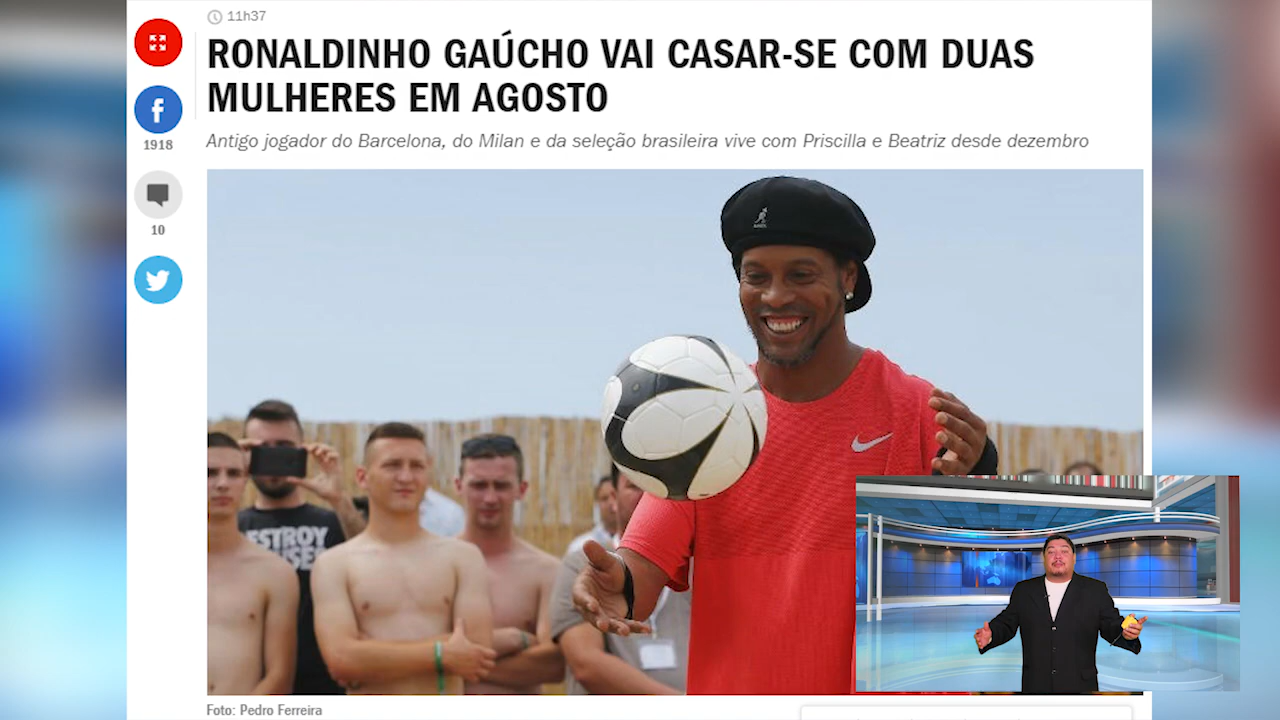 11h37
RONALDINHO GAÚCHO VAI CASAR-SE COM DUAS
MULHERES EM AGOSTO
Antigo jogador do Barcelona, do Milan e da seleção brasileira vive com Priscilla e Beatriz desde dezembro
1918
10
ESTROY
Foto: Pedro Ferreira